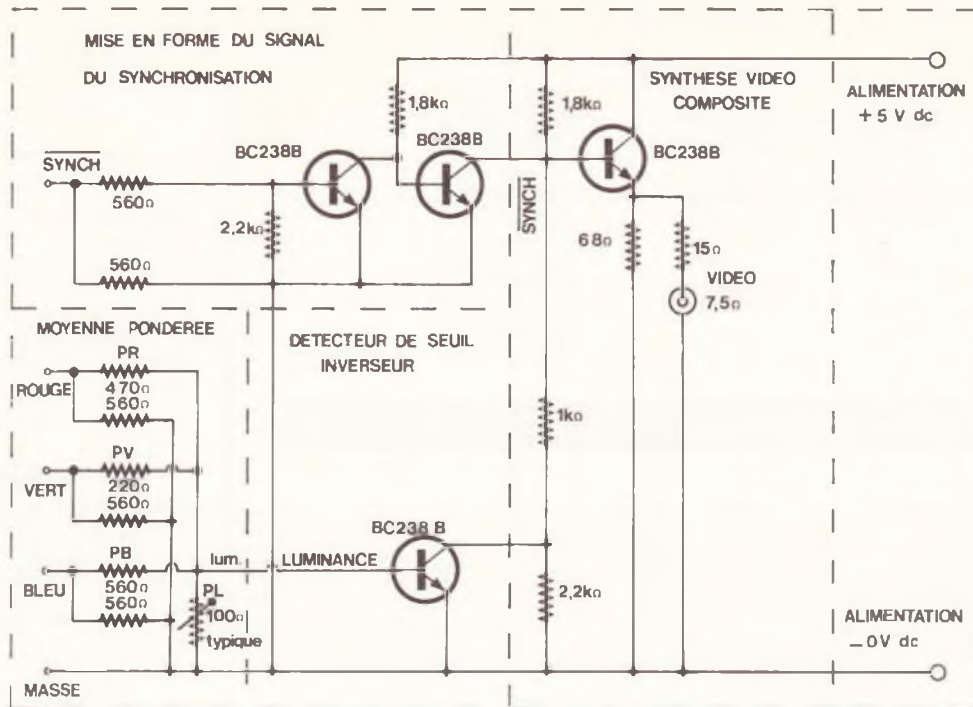 MISE EN FORME DU SIGNAL
DU SYNCHRONISATION
SYNTHESE VIDEO
COMPOSITE
ALIMENTATION
+ 5 V dc
1,8kΩ
1,8kΩ
BC238B
BC238B
BC238B
SYNCH
560Ω
2,2kΩ
SYNCH
68Ω
15Ω
560Ω
VIDEO
7,5Ω
MOYENNE PONDEREE
DETECTEUR DE SEUIL
INVERSEUR
PR
ROUGE
470Ω
560Ω
1kΩ
PV
VERT
220Ω
560Ω
BC238 B
PB
lum.
LUMINANCE
BLEU
560Ω
560Ω
PL
100Ω
typique
2,2kΩ
ALIMENTATION
_ 0V dc
MASSE